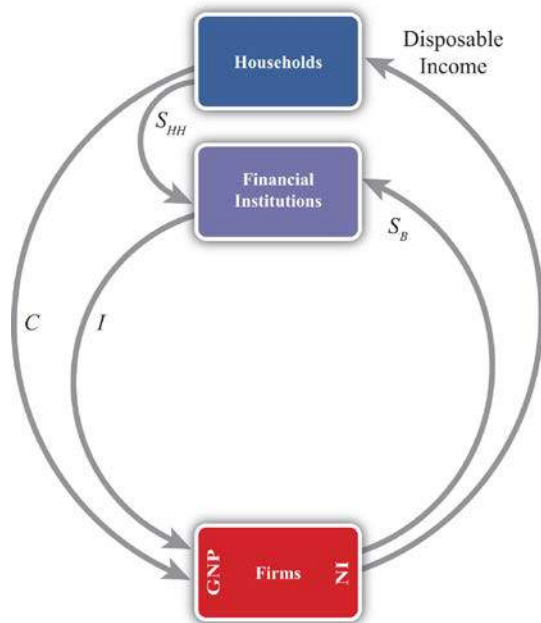 Households
Disposable
Income
S_HH
Financial
Institutions
S_B
C
I
GNP
Firms
NI